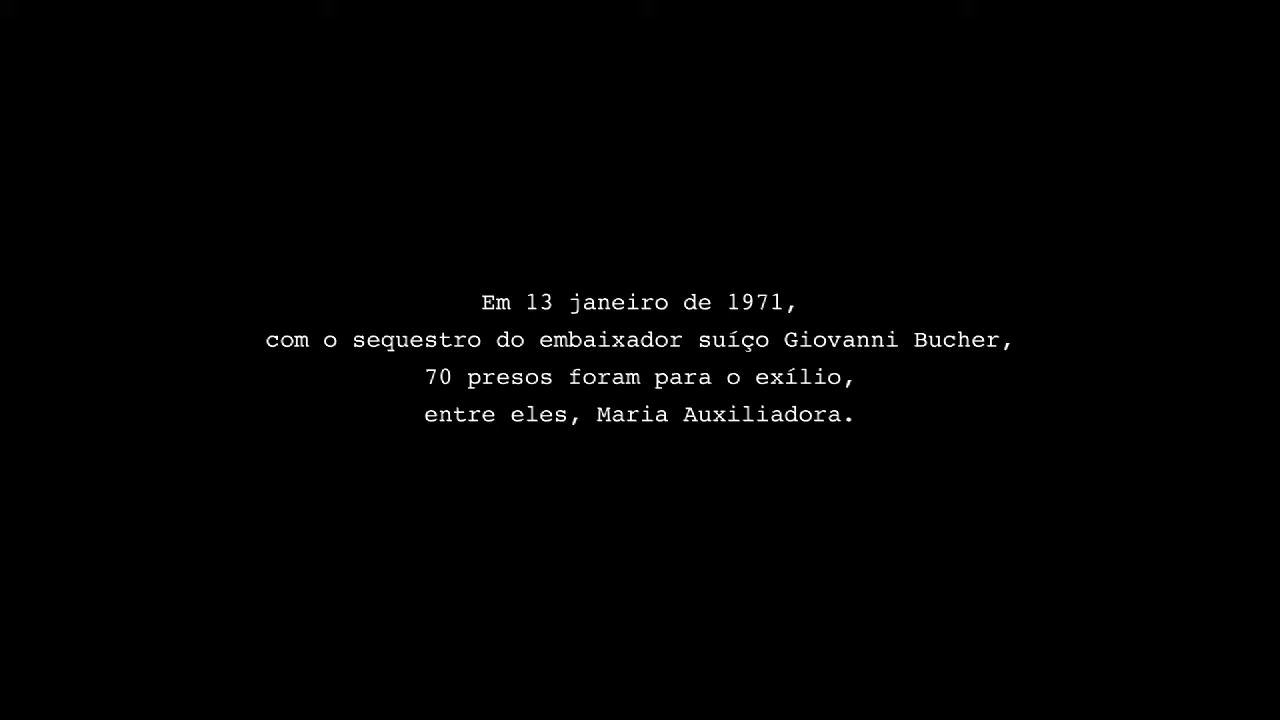 Em 13 janeiro de 1971,
com o sequestro do embaixador suíço Giovanni Bucher,
70 presos foram para o exílio,
entre eles, Maria Auxiliadora.